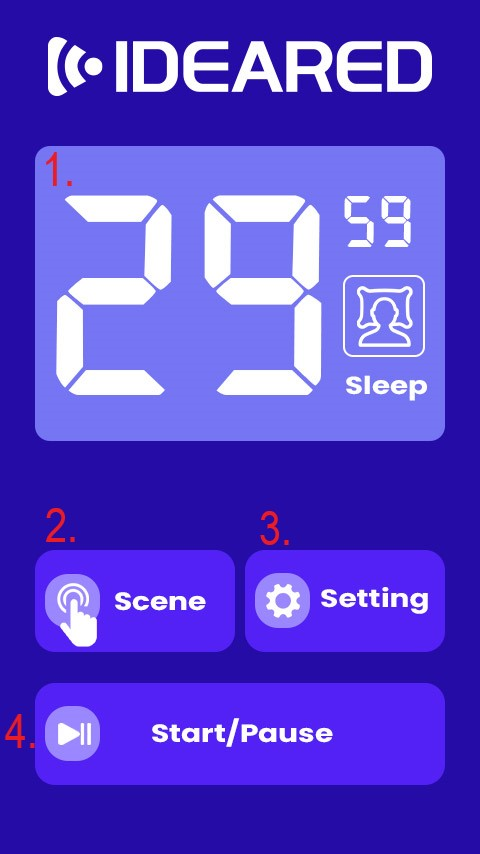 IDEARED
1.
29
59
Sleep
2.
3.
Scene
Setting
4.
Start/Pause